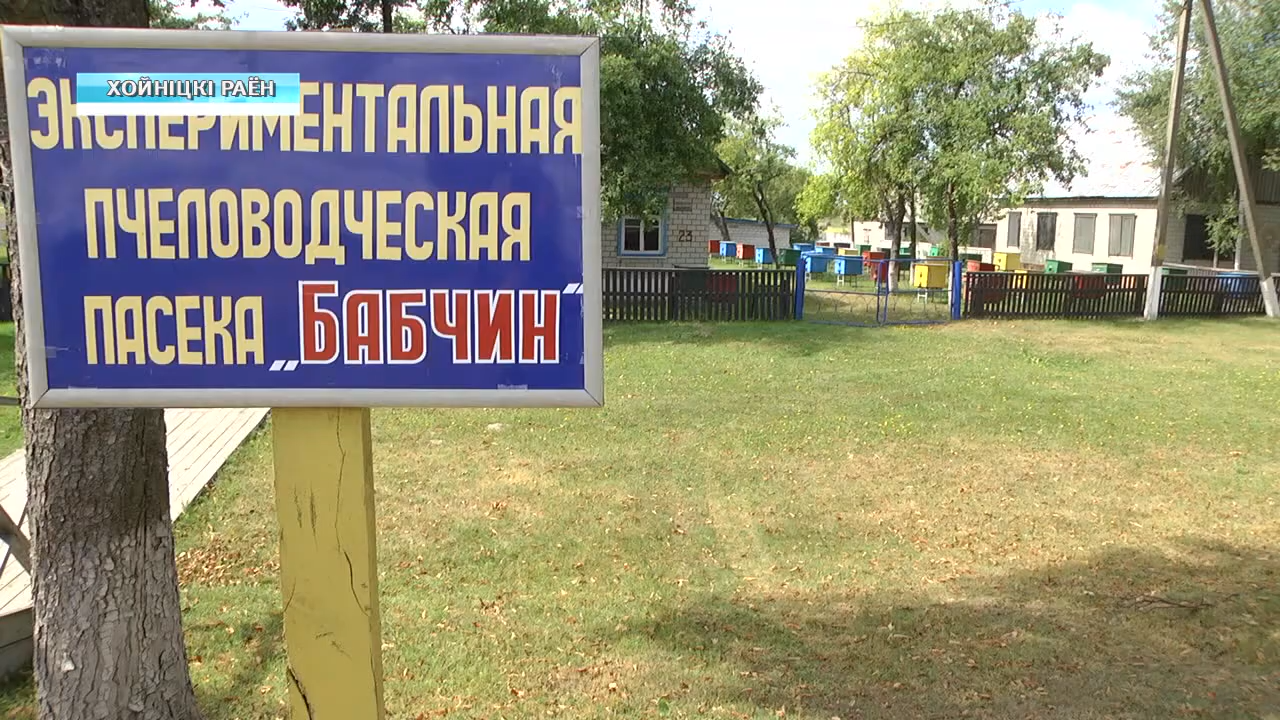 ХОЙНІЦКІ РАЁН
ЭКСПЕРИМЕНТАЛЬНАЯ
ПЧЕЛОВОДЧЕСКАЯ
ПАСЕКА „БАБЧИН"
23